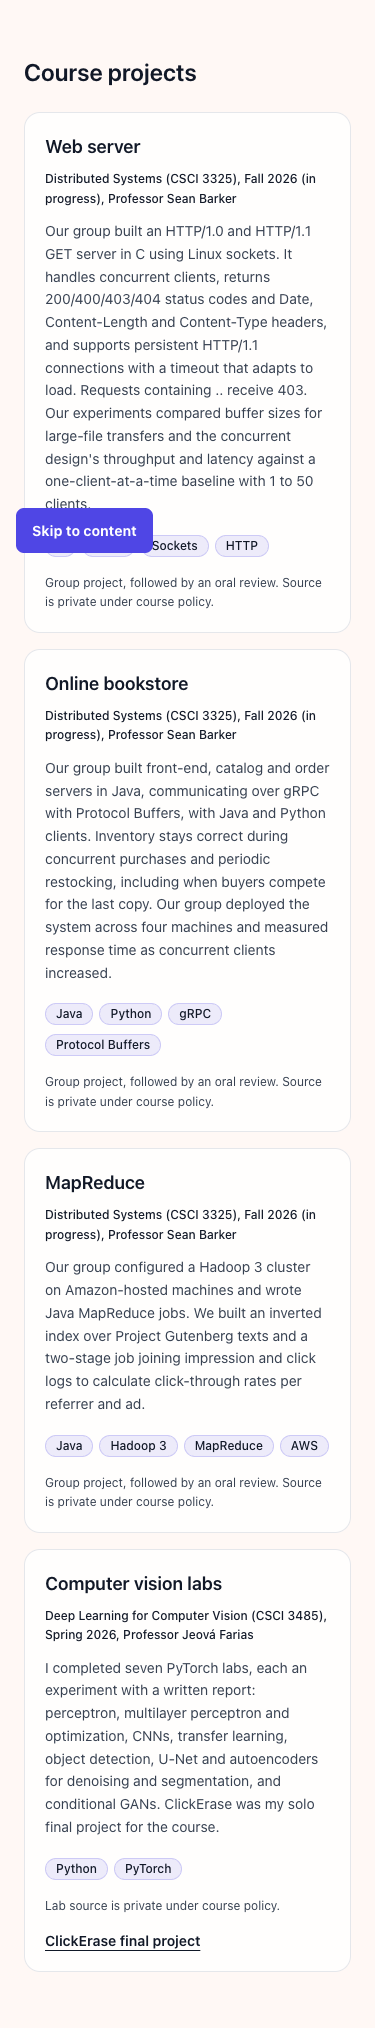 Course projects
Web server
Distributed Systems (CSCI 3325), Fall 2026 (in
progress), Professor Sean Barker
Our group built an HTTP/1.0 and HTTP/1.1
GET server in C using Linux sockets. It
handles concurrent clients, returns
200/400/403/404 status codes and Date,
Content-Length and Content-Type headers,
and supports persistent HTTP/1.1
connections with a timeout that adapts to
load. Requests containing .. receive 403.
Our experiments compared buffer sizes for
large-file transfers and the concurrent
design's throughput and latency against a
one-client-at-a-time baseline with 1 to 50
clients.
Skip to content
Sockets HTTP
Group project, followed by an oral review. Source
is private under course policy.
Online bookstore
Distributed Systems (CSCI 3325), Fall 2026 (in
progress), Professor Sean Barker
Our group built front-end, catalog and order
servers in Java, communicating over gRPC
with Protocol Buffers, with Java and Python
clients. Inventory stays correct during
concurrent purchases and periodic
restocking, including when buyers compete
for the last copy. Our group deployed the
system across four machines and measured
response time as concurrent clients
increased.
Java Python gRPC
Protocol Buffers
Group project, followed by an oral review. Source
is private under course policy.
MapReduce
Distributed Systems (CSCI 3325), Fall 2026 (in
progress), Professor Sean Barker
Our group configured a Hadoop 3 cluster
on Amazon-hosted machines and wrote
Java MapReduce jobs. We built an inverted
index over Project Gutenberg texts and a
two-stage job joining impression and click
logs to calculate click-through rates per
referrer and ad.
Java Hadoop 3 MapReduce AWS
Group project, followed by an oral review. Source
is private under course policy.
Computer vision labs
Deep Learning for Computer Vision (CSCI 3485),
Spring 2026, Professor Jeová Farias
I completed seven PyTorch labs, each an
experiment with a written report:
perceptron, multilayer perceptron and
optimization, CNNs, transfer learning,
object detection, U-Net and autoencoders
for denoising and segmentation, and
conditional GANs. ClickErase was my solo
final project for the course.
Python PyTorch
Lab source is private under course policy.
ClickErase final project